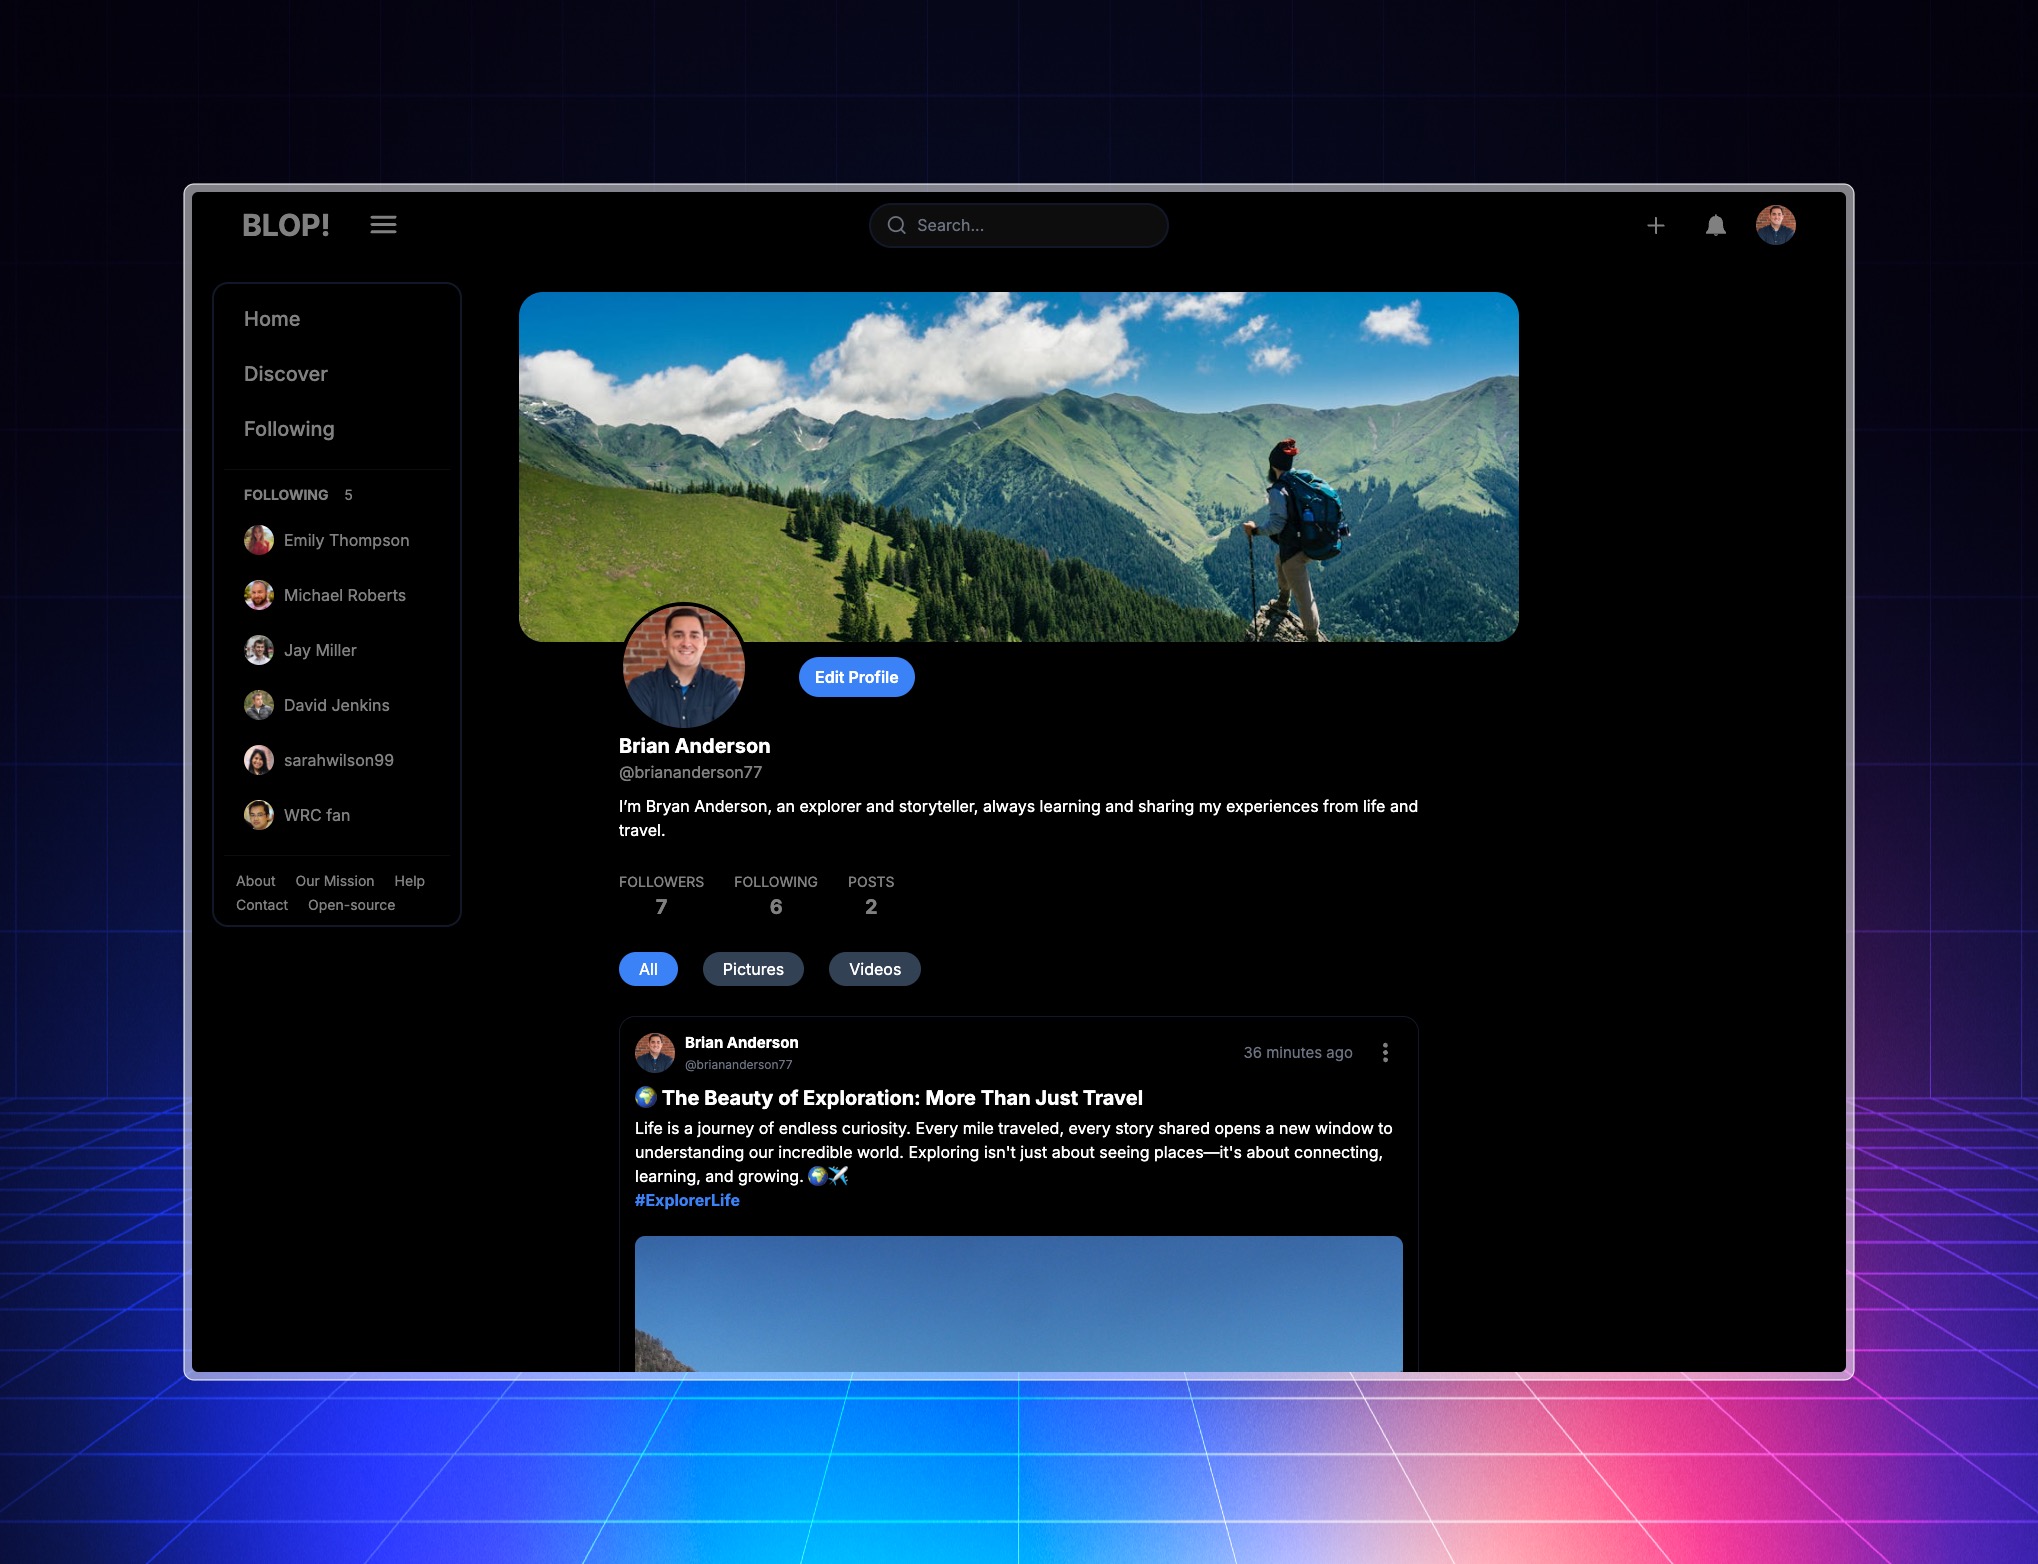 BLOP!
Search...
Home
Discover
Following
FOLLOWING 5
Emily Thompson
Michael Roberts
Jay Miller
David Jenkins
sarahwilson99
WRC fan
About Our Mission Help
Contact Open-source
Edit Profile
Brian Anderson
@briananderson77
I’m Bryan Anderson, an explorer and storyteller, always learning and sharing my experiences from life and
travel.
FOLLOWERS FOLLOWING POSTS
7 6 2
All Pictures Videos
Brian Anderson
@briananderson77
36 minutes ago
🌍 The Beauty of Exploration: More Than Just Travel
Life is a journey of endless curiosity. Every mile traveled, every story shared opens a new window to
understanding our incredible world. Exploring isn't just about seeing places—it's about connecting,
learning, and growing. 🌍✈️
#ExplorerLife